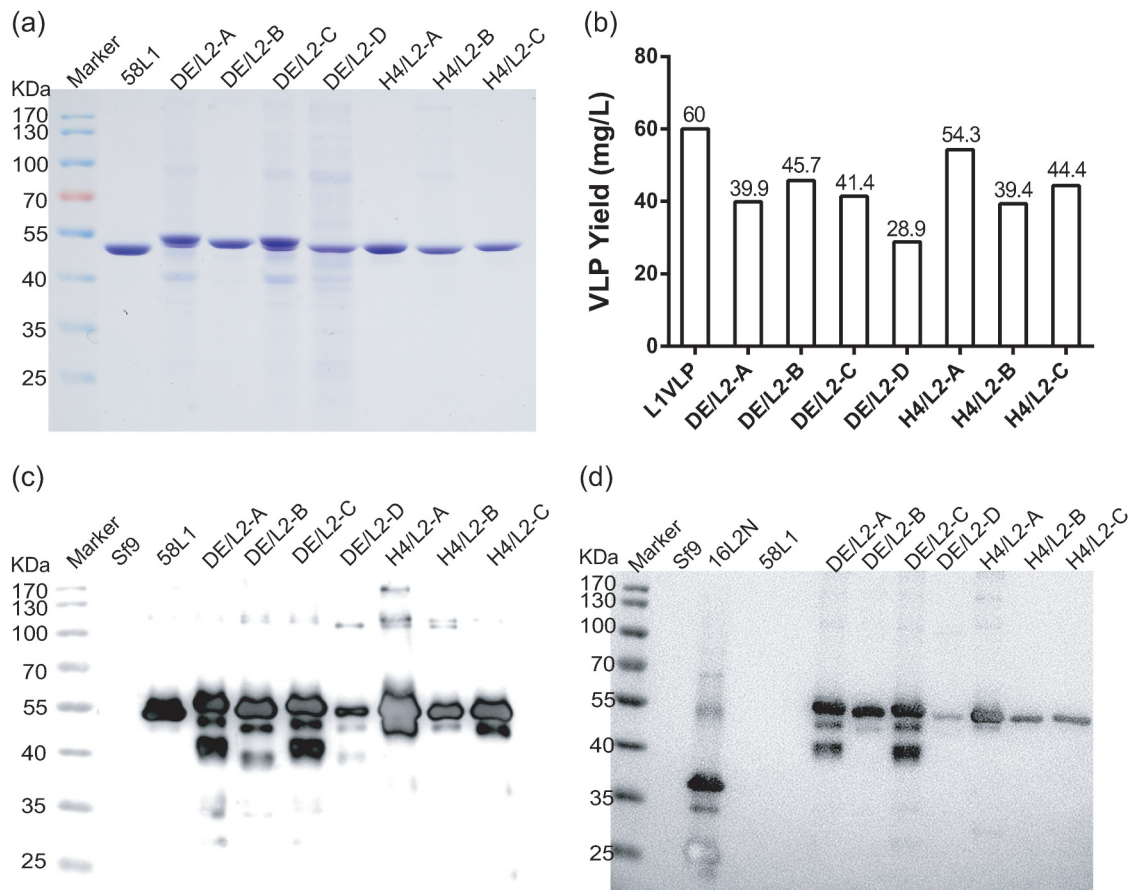 (a)
Marker 58L1 DE/L2-A DE/L2-B DE/L2-C DE/L2-D H4/L2-A H4/L2-B H4/L2-C
KDa
170
130
100
70
55
40
35
25
(b)
VLP Yield (mg/L)
80
60
40
20
0
60 39.9 45.7 41.4 28.9 54.3 39.4 44.4
L1VLP DE/L2-A DE/L2-B DE/L2-C DE/L2-D H4/L2-A H4/L2-B H4/L2-C
(c)
Marker Sf9 58L1 DE/L2-A DE/L2-B DE/L2-C DE/L2-D H4/L2-A H4/L2-B H4/L2-C
KDa
170
130
100
70
55
40
35
25
(d)
Marker Sf9 16L2N 58L1 DE/L2-A DE/L2-B DE/L2-C DE/L2-D H4/L2-A H4/L2-B H4/L2-C
KDa
170
130
100
70
55
40
35
25